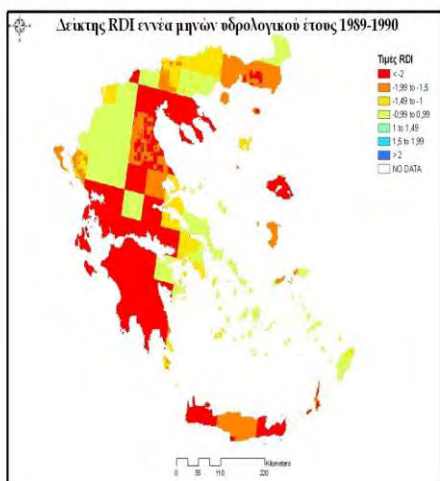 Δείκτης RDI εννέα μηνών υδρολογικού έτους 1989-1990
Τιμές RDI
< -2
-1,99 to -1,5
-1,49 to -1
-0,99 to 0,99
1 to 1,49
1,5 to 1,99
> 2
NO DATA
Kilometers
0 55 110 220